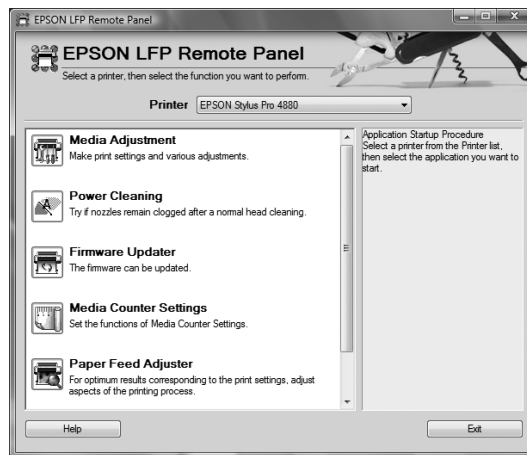 EPSON LFP Remote Panel
EPSON LFP Remote Panel
Select a printer, then select the function you want to perform.
Printer EPSON Stylus Pro 4880
Media Adjustment
Make print settings and various adjustments.
Power Cleaning
Try if nozzles remain clogged after a normal head cleaning.
Firmware Updater
The firmware can be updated.
Media Counter Settings
Set the functions of Media Counter Settings.
Paper Feed Adjuster
For optimum results corresponding to the print settings, adjust
aspects of the printing process.
Application Startup Procedure
Select a printer from the Printer list,
then select the application you want to
start.
Help
Exit